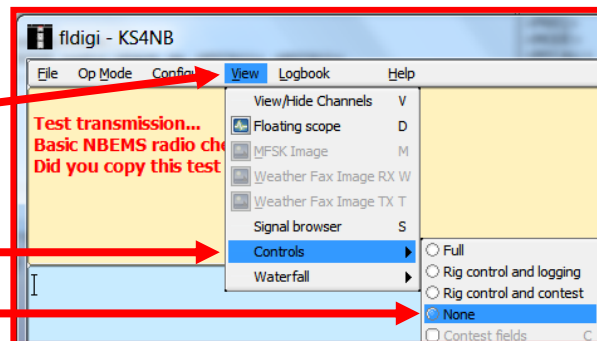 fldigi - KS4NB
File Op Mode View Logbook Help
Test transmission...
Basic NBEMS radio
Did you copy this test
View/Hide Channels V
Floating scope D
MFSK Image M
Weather Fax Image RX W
Weather Fax Image TX T
Signal browser S
Controls
Waterfall
Full
Rig control and logging
Rig control and contest
None
Contest fields C